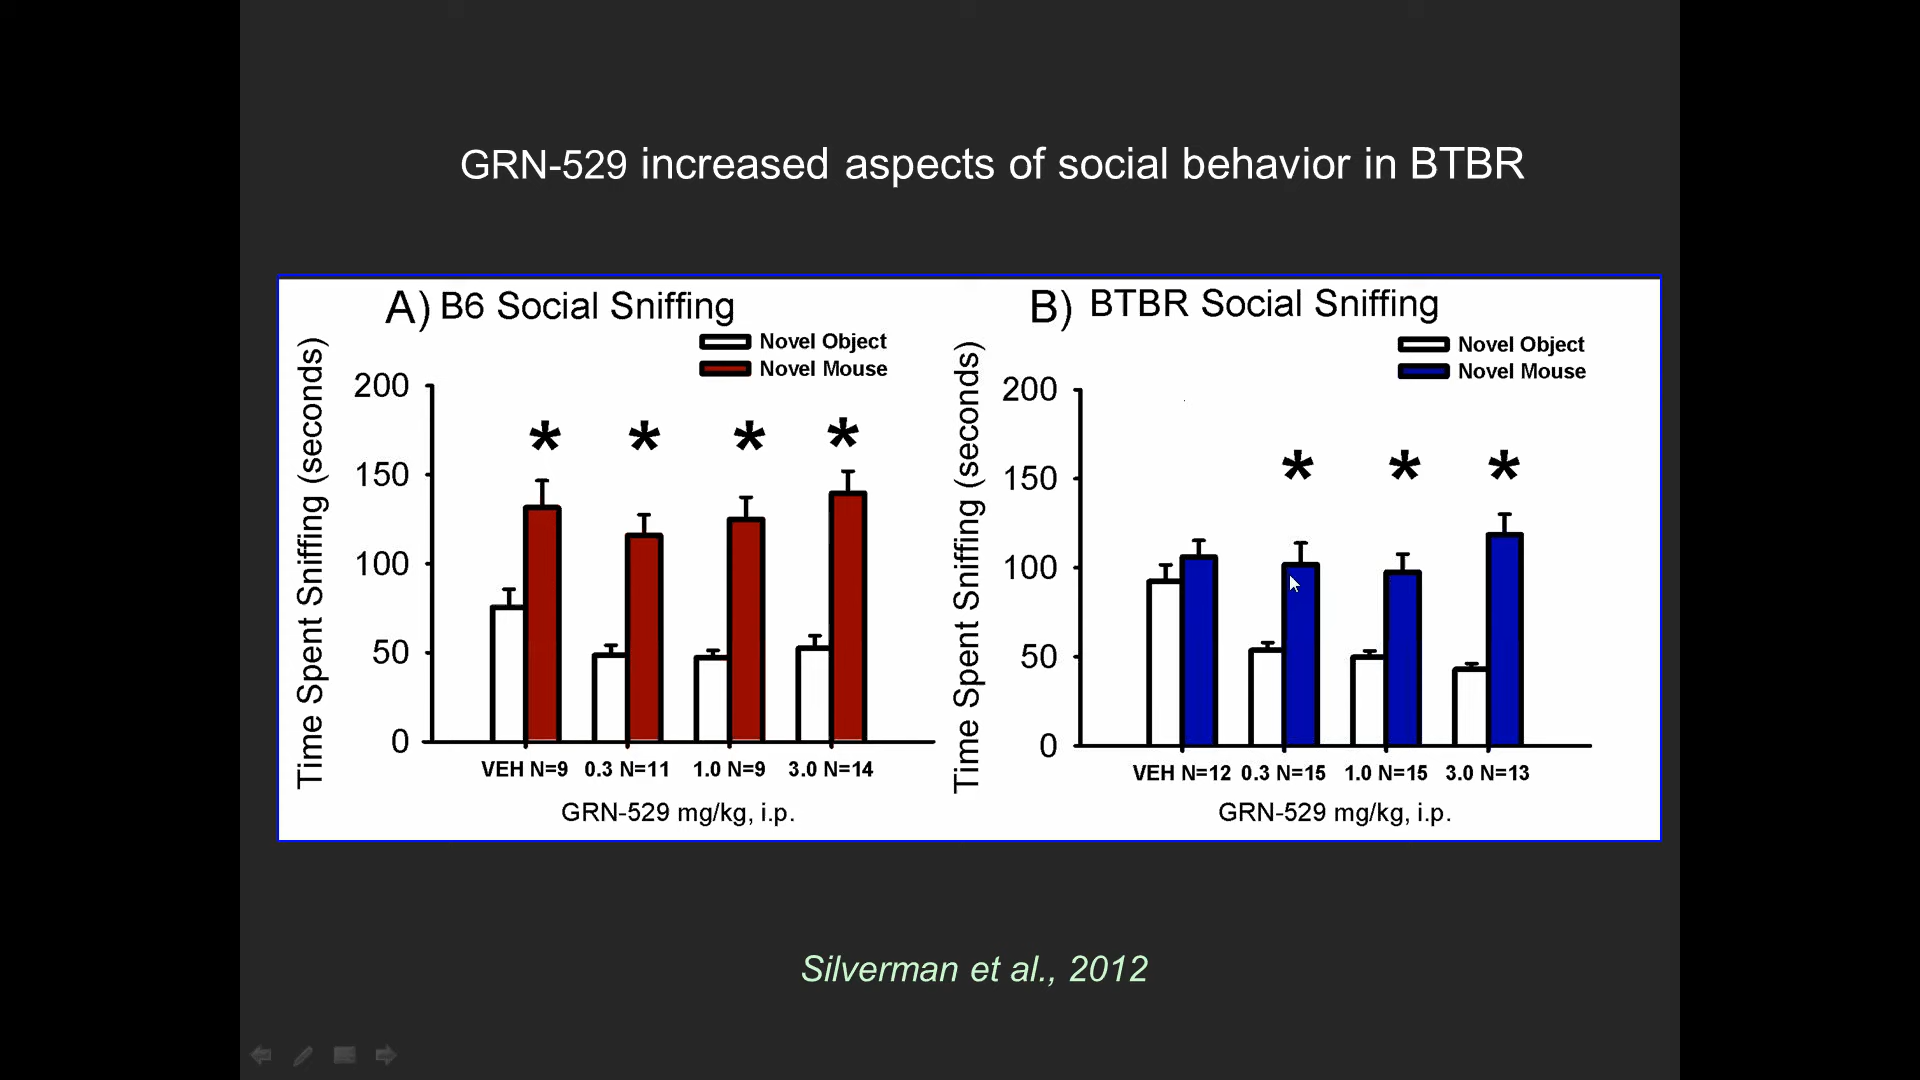 GRN-529 increased aspects of social behavior in BTBR
A) B6 Social Sniffing
Novel Object
Novel Mouse
Time Spent Sniffing (seconds)
200
150
100
50
0
* * * *
VEH N=9 0.3 N=11 1.0 N=9 3.0 N=14
GRN-529 mg/kg, i.p.
B) BTBR Social Sniffing
Novel Object
Novel Mouse
Time Spent Sniffing (seconds)
200
150
100
50
0
* * *
VEH N=12 0.3 N=15 1.0 N=15 3.0 N=13
GRN-529 mg/kg, i.p.
Silverman et al., 2012